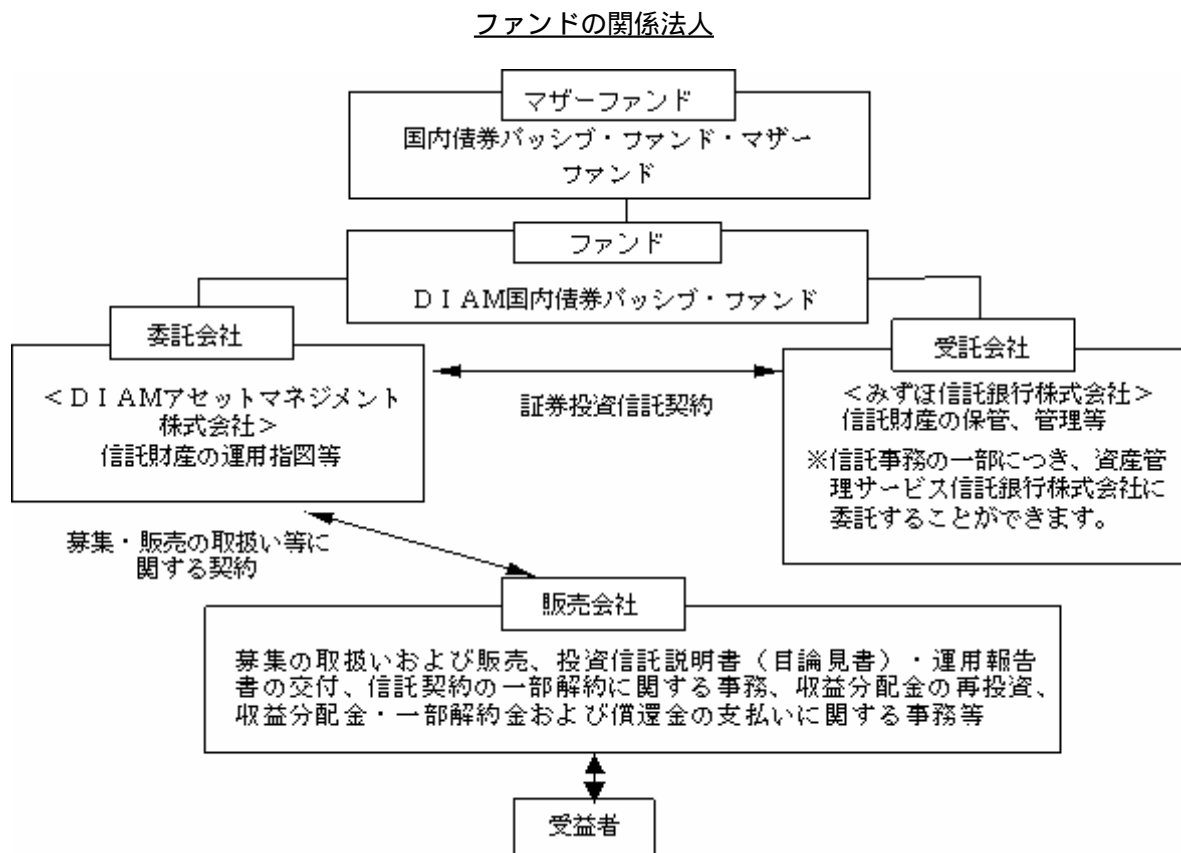 ファンドの関係法人
マザーファンド
国内債券パッシブ・ファンド・マザー
ファンド
ファンド
ＤＩＡＭ国内債券パッシブ・ファンド
委託会社
＜ＤＩＡＭアセットマネジメント
株式会社＞
信託財産の運用指図等
証券投資信託契約
受託会社
＜みずほ信託銀行株式会社＞
信託財産の保管、管理等
※信託事務の一部につき、資産管
理サービス信託銀行株式会社に
委託することができます。
募集・販売の取扱い等に
関する契約
販売会社
募集の取扱いおよび販売、投資信託説明書（目論見書）・運用報告
書の交付、信託契約の一部解約に関する事務、収益分配金の再投資、
収益分配金・一部解約金および償還金の支払いに関する事務等
受益者